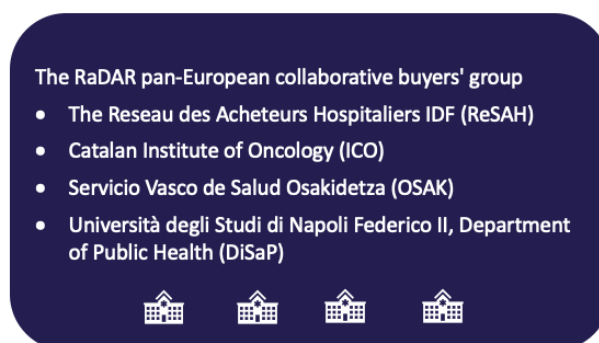 The RaDAR pan-European collaborative buyers' group
• The Reseau des Acheteurs Hospitaliers IDF (ReSAH)
• Catalan Institute of Oncology (ICO)
• Servicio Vasco de Salud Osakidetza (OSAK)
• Università degli Studi di Napoli Federico II, Department
of Public Health (DiSaP)